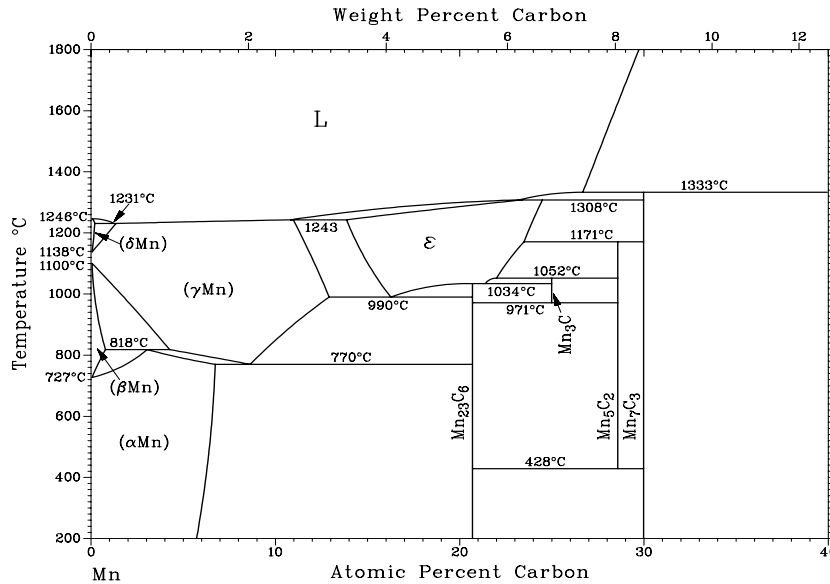 Weight Percent Carbon
0 2 4 6 8 10 12
1800
1600
1400
1200
1000
800
600
400
200
Temperature °C
L
1231°C
1246°C
(δMn)
1138°C
1100°C
1333°C
1308°C
1243
ε
1171°C
(γMn)
1052°C
1034°C
990°C
971°C
Mn3C
818°C
770°C
727°C
(βMn)
(αMn)
Mn23C6
Mn5C2
Mn7C3
428°C
0 10 20 30 40
Mn
Atomic Percent Carbon